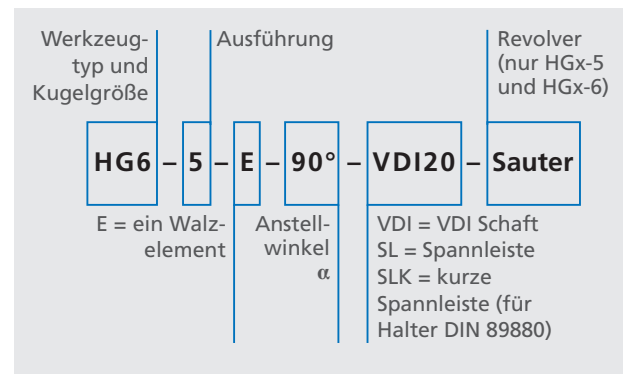 Werkzeug-
typ und
Kugelgröße
Ausführung
Revolver
(nur HGx-5
und HGx-6)
HG6 – 5 – E – 90° – VDI20 – Sauter
E = ein Walz-
element
Anstell-
winkel
α
VDI = VDI Schaft
SL = Spannleiste
SLK = kurze
Spannleiste (für
Halter DIN 89880)